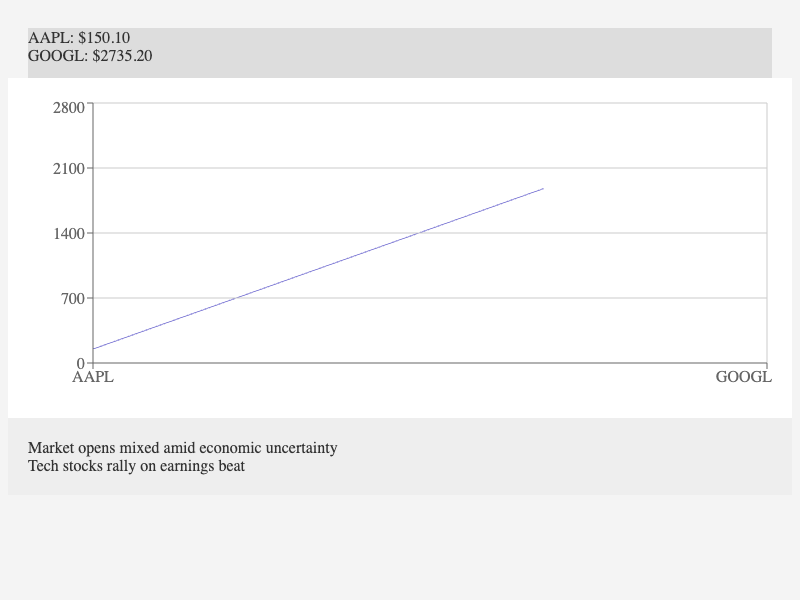 AAPL: $150.10
GOOGL: $2735.20
2800
2100
1400
700
0
AAPL GOOGL
Market opens mixed amid economic uncertainty
Tech stocks rally on earnings beat